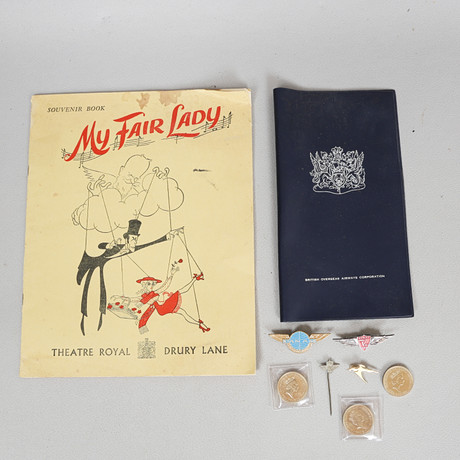 SOUVENIR BOOK
MY FAIR LADY
THEATRE ROYAL DRURY LANE
BRITISH OVERSEAS AIRWAYS CORPORATION